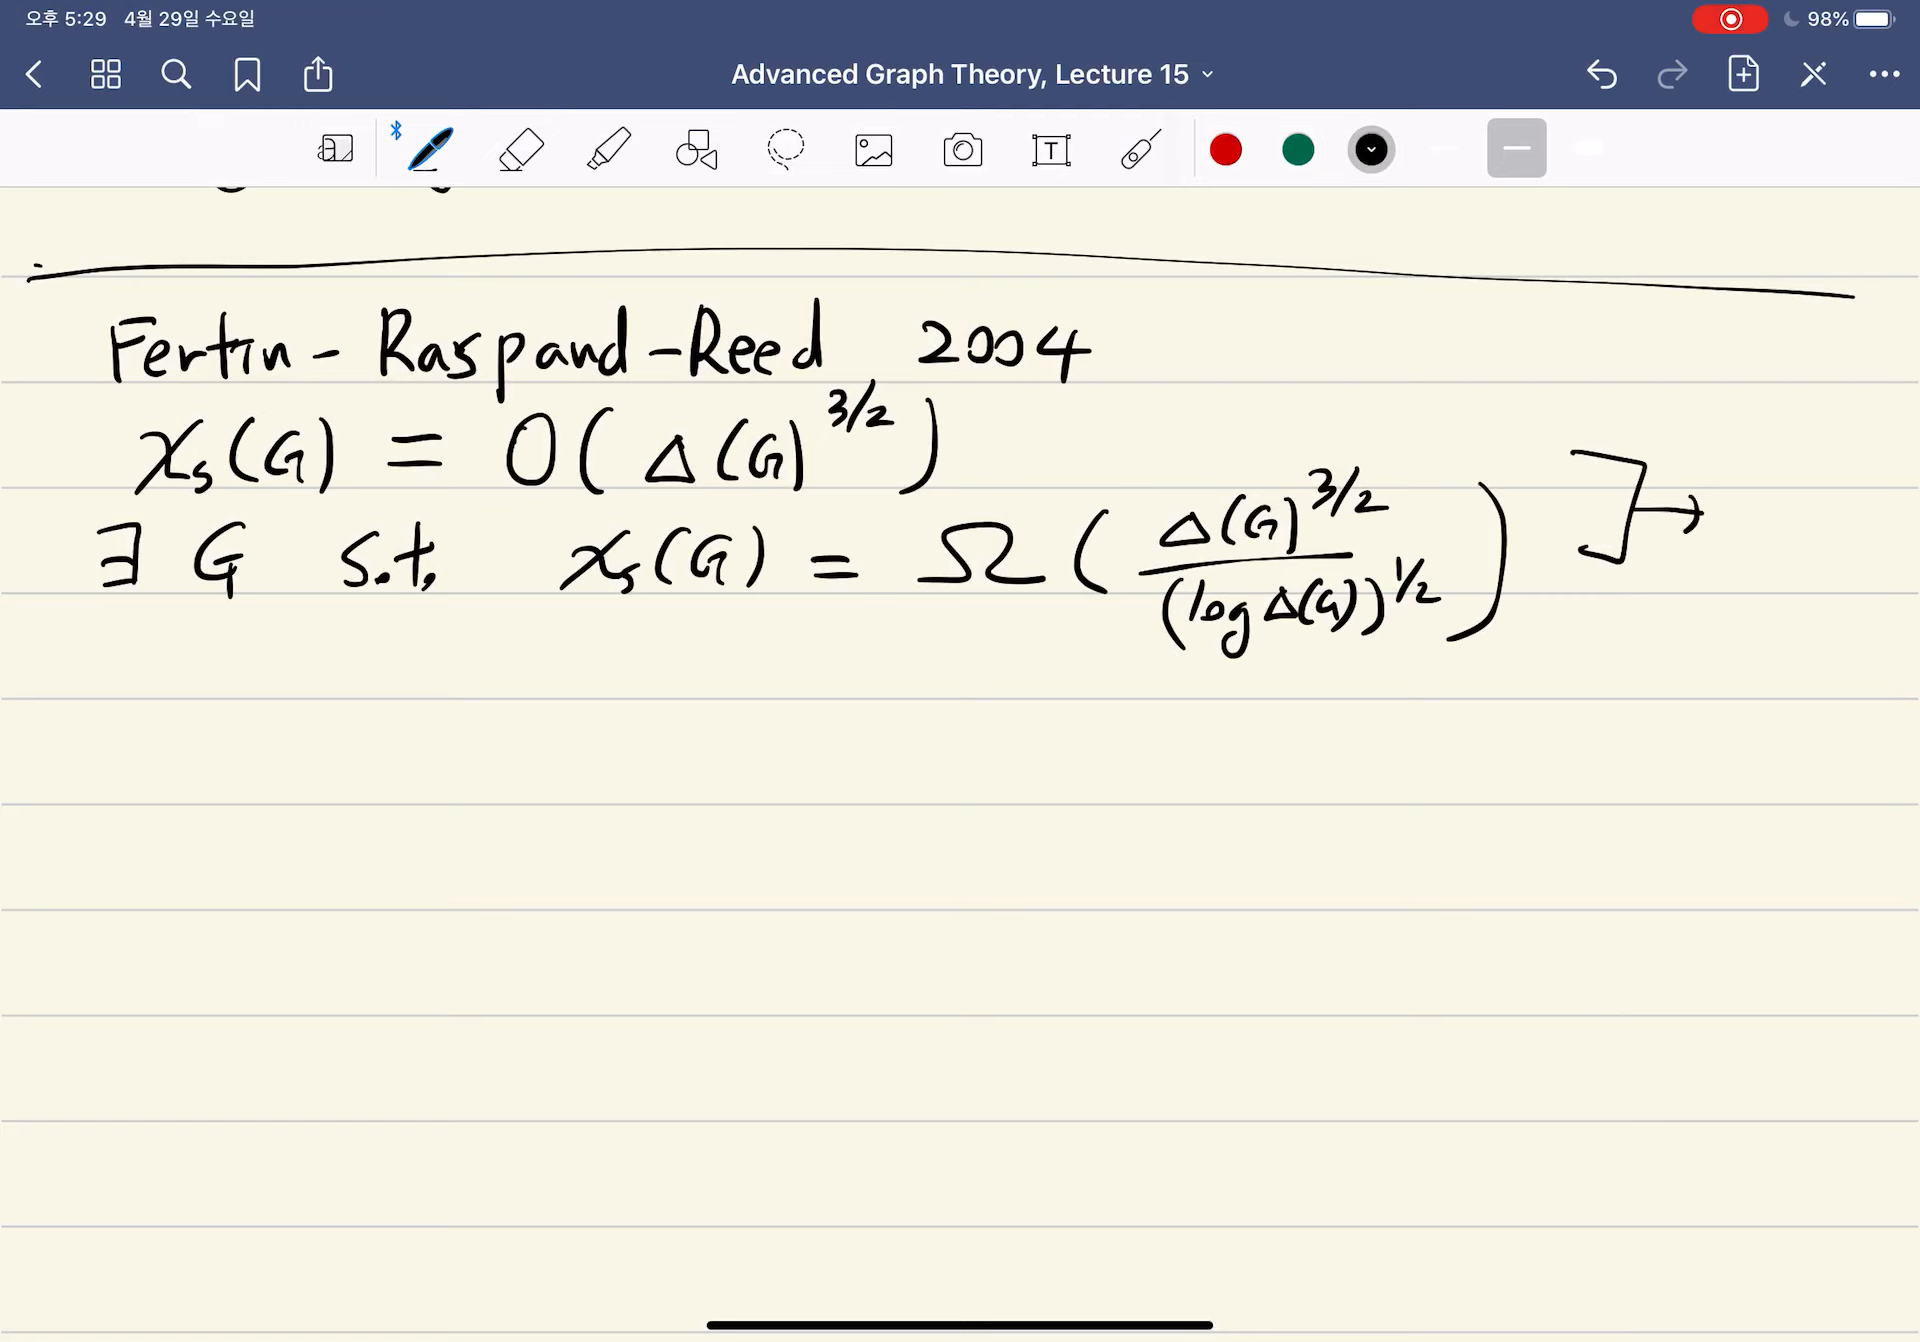 오후 5:29 4월 29일 수요일 98%
Advanced Graph Theory, Lecture 15
Fertin - Raspand - Reed 2004
χs(G) = O(Δ(G)^3/2)
∃ G s.t. χs(G) = Ω(Δ(G)^3/2 / (log Δ(G))^1/2) ] →